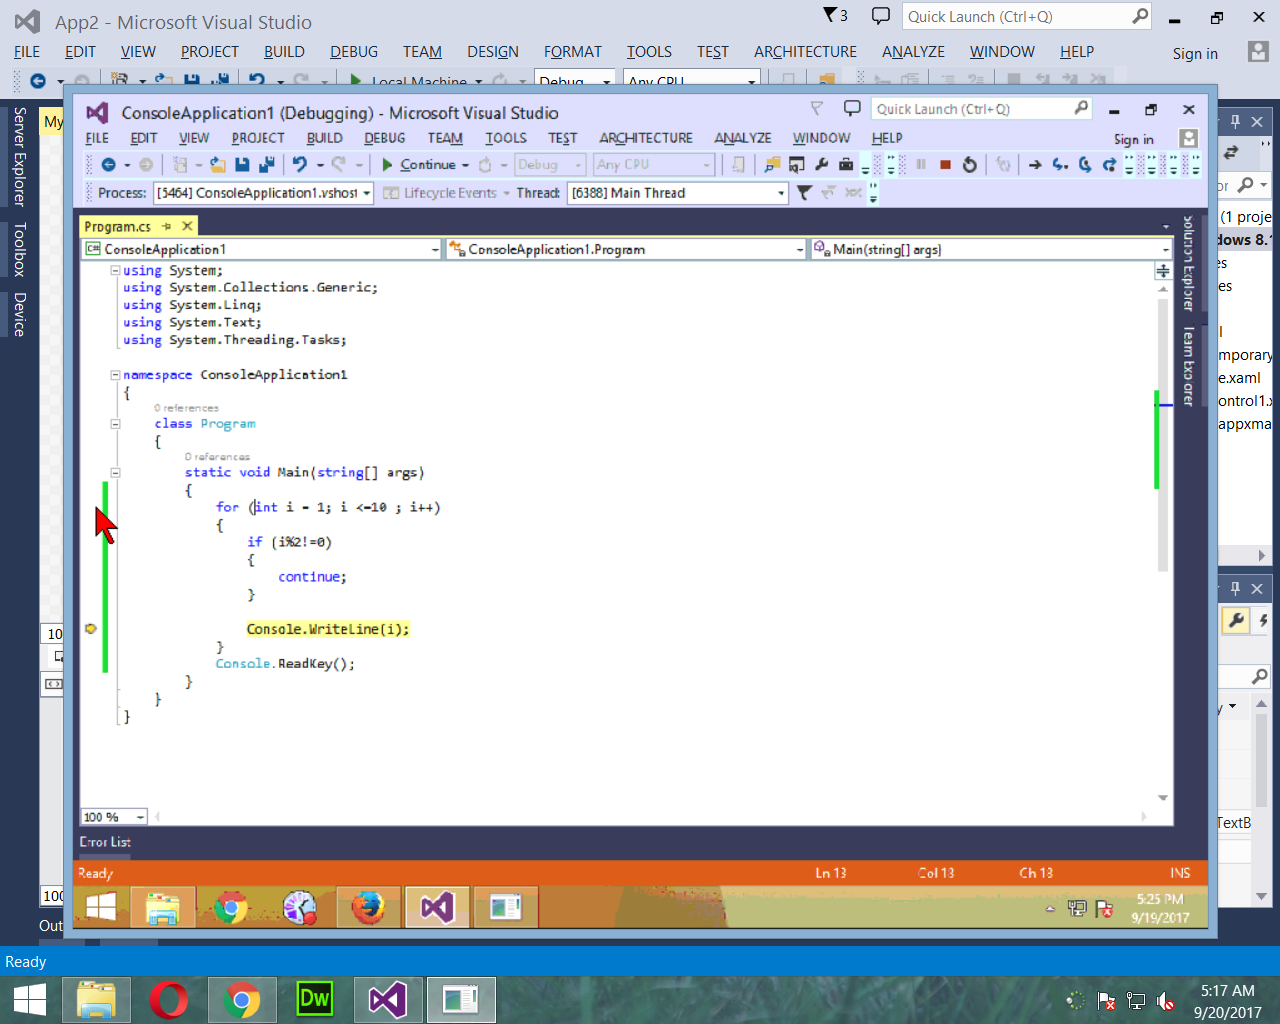 App2 - Microsoft Visual Studio
3
Quick Launch (Ctrl+Q)
FILE EDIT VIEW PROJECT BUILD DEBUG TEAM DESIGN FORMAT TOOLS TEST ARCHITECTURE ANALYZE WINDOW HELP
Sign in
Local Machine
Debug
Any CPU
Server Explorer
Toolbox
Device
My
ConsoleApplication1 (Debugging) - Microsoft Visual Studio
Quick Launch (Ctrl+Q)
FILE EDIT VIEW PROJECT BUILD DEBUG TEAM TOOLS TEST ARCHITECTURE ANALYZE WINDOW HELP
Sign in
Continue
Debug
Any CPU
Process: [5464] ConsoleApplication1.vshost
Lifecycle Events
Thread: [6388] Main Thread
Program.cs
ConsoleApplication1
ConsoleApplication1.Program
Main(string[] args)
using System;
using System.Collections.Generic;
using System.Linq;
using System.Text;
using System.Threading.Tasks;
namespace ConsoleApplication1
{
0 references
class Program
{
0 references
static void Main(string[] args)
{
for (int i = 1; i <=10 ; i++)
{
if (i%2!=0)
{
continue;
}
Console.WriteLine(i);
}
Console.ReadKey();
}
}
}
100 %
Error List
Ready
Ln 13
Col 13
Ch 13
INS
5:25 PM
9/19/2017
Solution Explorer
Team Explorer
(1 proje
dows 8.1
es
es
l
mporary
e.xaml
ontrol1.x
appxma
TextB
10
100
Out
Ready
Dw
5:17 AM
9/20/2017